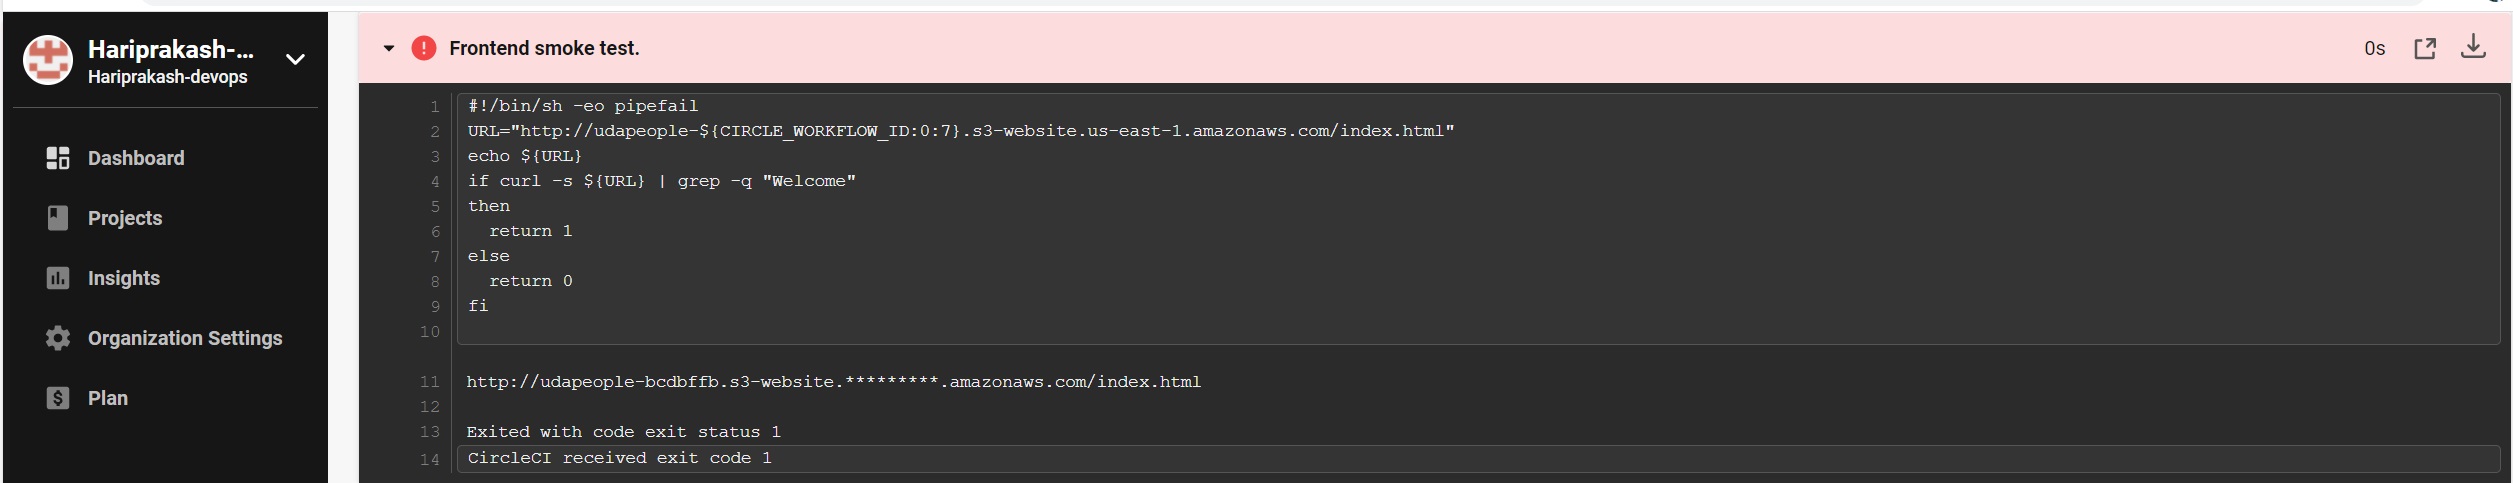 Hariprakash-...
Hariprakash-devops
Dashboard
Projects
Insights
Organization Settings
Plan
Frontend smoke test.
0s
1 #!/bin/sh -eo pipefail
2 URL="http://udapeople-${CIRCLE_WORKFLOW_ID:0:7}.s3-website.us-east-1.amazonaws.com/index.html"
3 echo ${URL}
4 if curl -s ${URL} | grep -q "Welcome"
5 then
6   return 1
7 else
8   return 0
9 fi
10
11 http://udapeople-bcdbffb.s3-website.*********.amazonaws.com/index.html
12
13 Exited with code exit status 1
14 CircleCI received exit code 1